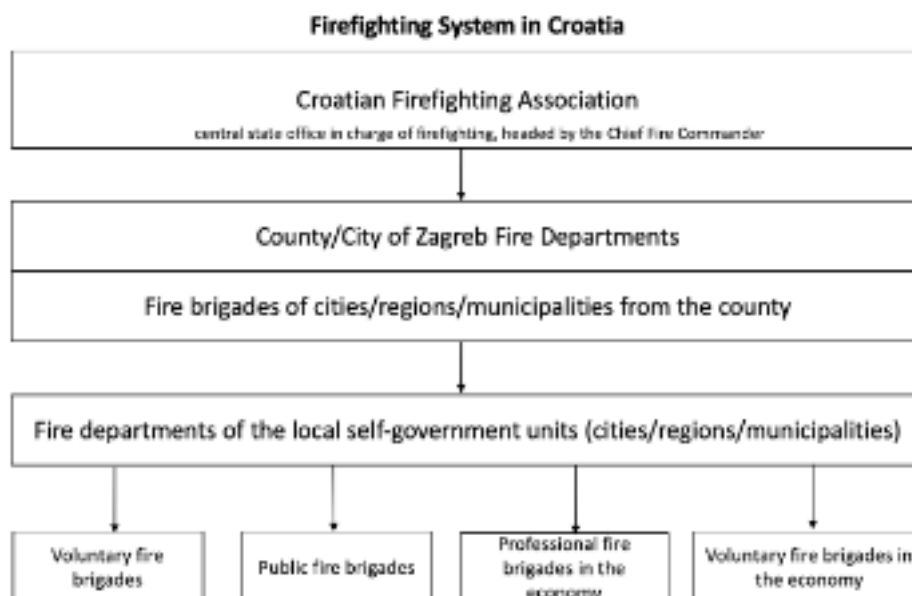 Firefighting System in Croatia
Croatian Firefighting Association
central state office in charge of firefighting, headed by the Chief Fire Commander
County/City of Zagreb Fire Departments
Fire brigades of cities/regions/municipalities from the county
Fire departments of the local self-government units (cities/regions/municipalities)
Voluntary fire
brigades
Public fire brigades
Professional fire
brigades in the
economy
Voluntary fire brigades in
the economy